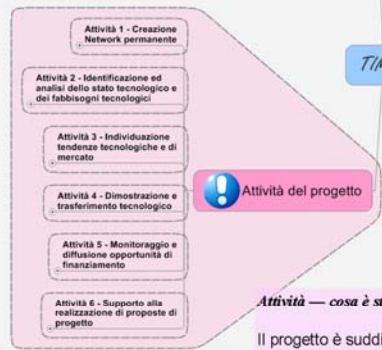 Attività 1 - Creazione
Network permanente
Attività 2 - Identificazione ed
analisi dello stato tecnologico e
dei fabbisogni tecnologici
Attività 3 - Individuazione
tendenze tecnologiche e di
mercato
Attività 4 - Dimostrazione e
trasferimento tecnologico
Attività 5 - Monitoraggio e
diffusione opportunità di
finanziamento
Attività 6 - Supporto alla
realizzazione di proposte di
progetto
Attività del progetto
Attività — cosa è
Il progetto è